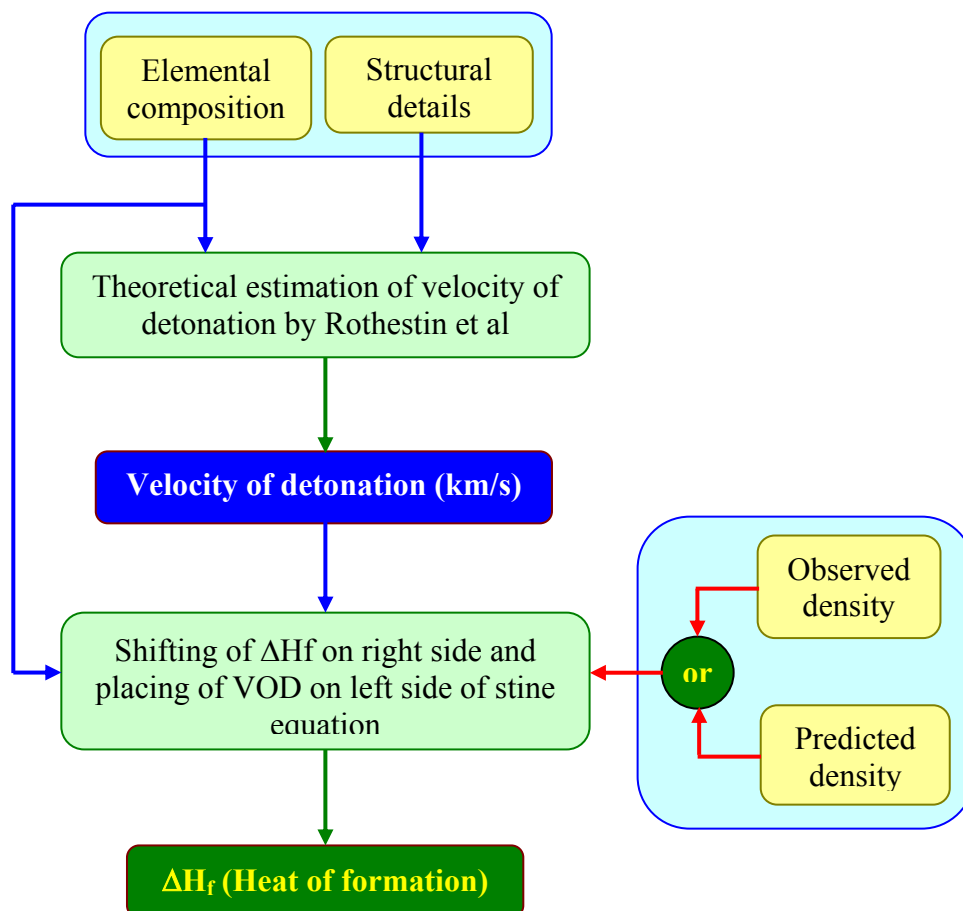 Elemental
composition
Structural
details
Theoretical estimation of velocity of
detonation by Rothestin et al
Velocity of detonation (km/s)
Observed
density
Shifting of ΔHf on right side and
placing of VOD on left side of stine
equation
or
Predicted
density
ΔHf (Heat of formation)